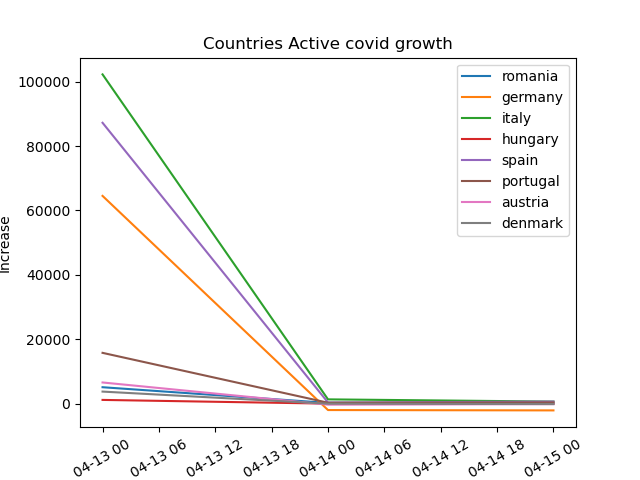 Countries Active covid growth
Increase
100000
80000
60000
40000
20000
0
04-13 00
04-13 06
04-13 12
04-13 18
04-14 00
04-14 06
04-14 12
04-14 18
04-15 00
romania
germany
italy
hungary
spain
portugal
austria
denmark